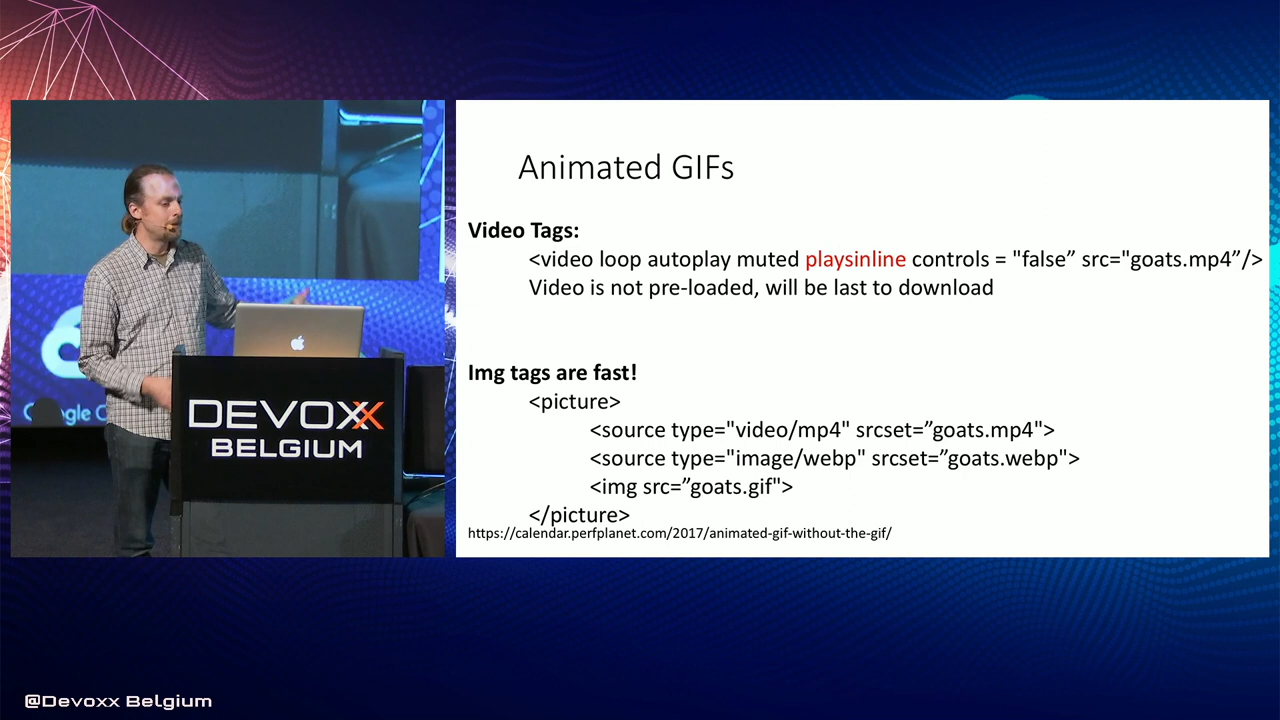 Animated GIFs
Video Tags:
<video loop autoplay muted playsinline controls = "false” src="goats.mp4”/>
Video is not pre-loaded, will be last to download
Img tags are fast!
<picture>
<source type="video/mp4" srcset=”goats.mp4">
<source type="image/webp" srcset=”goats.webp">
<img src=”goats.gif">
</picture>
https://calendar.perfplanet.com/2017/animated-gif-without-the-gif/
DEVOXX
BELGIUM
@Devoxx Belgium